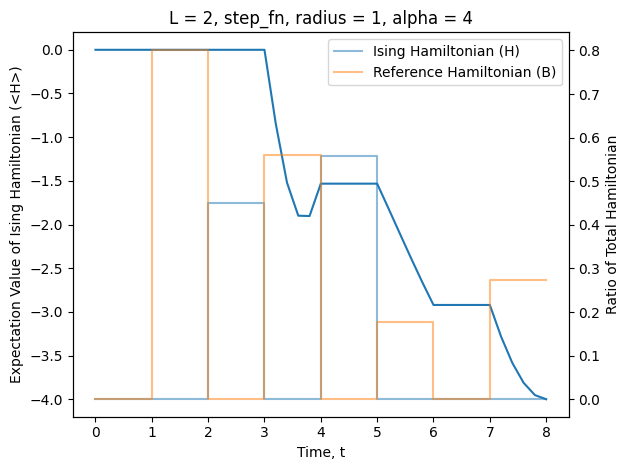 L = 2, step_fn, radius = 1, alpha = 4
Ising Hamiltonian (H)
Reference Hamiltonian (B)
Expectation Value of Ising Hamiltonian (<H>)
0.0
−0.5
−1.0
−1.5
−2.0
−2.5
−3.0
−3.5
−4.0
0.8
0.7
0.6
0.5
0.4
0.3
0.2
0.1
0.0
Ratio of Total Hamiltonian
0 1 2 3 4 5 6 7 8
Time, t